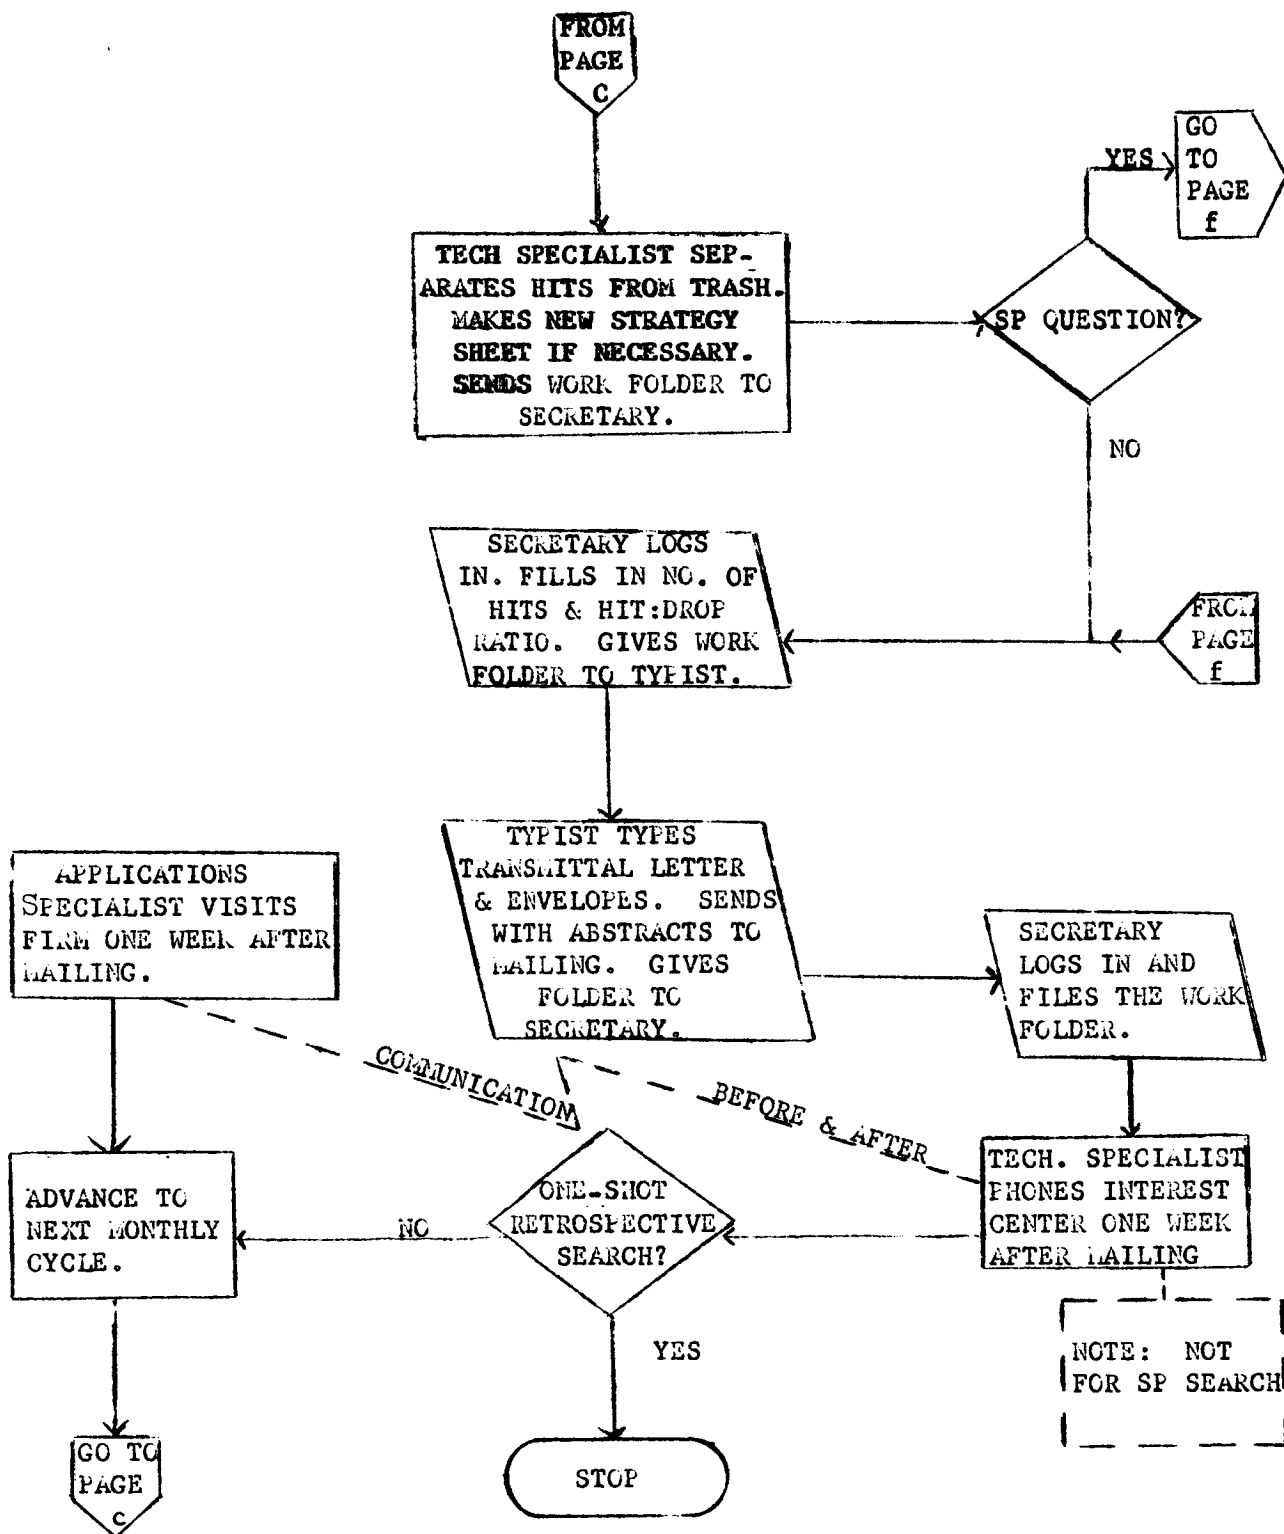 FROM
PAGE
C
GO
TO
PAGE
f
YES
TECH SPECIALIST SEP-
ARATES HITS FROM TRASH.
MAKES NEW STRATEGY
SHEET IF NECESSARY.
SENDS WORK FOLDER TO
SECRETARY.
SP QUESTION?
NO
SECRETARY LOGS
IN. FILLS IN NO. OF
HITS & HIT:DROP
RATIO. GIVES WORK
FOLDER TO TYPIST.
FROM
PAGE
f
TYPIST TYPES
TRANSMITTAL LETTER
& ENVELOPES. SENDS
WITH ABSTRACTS TO
MAILING. GIVES
FOLDER TO
SECRETARY.
APPLICATIONS
SPECIALIST VISITS
FIRM ONE WEEK AFTER
MAILING.
SECRETARY
LOGS IN AND
FILES THE WORK
FOLDER.
COMMUNICATION
BEFORE & AFTER
ADVANCE TO
NEXT MONTHLY
CYCLE.
NO
ONE-SHOT
RETROSPECTIVE
SEARCH?
TECH. SPECIALIST
PHONES INTEREST
CENTER ONE WEEK
AFTER MAILING
YES
NOTE: NOT
FOR SP SEARCH
GO TO
PAGE
c
STOP